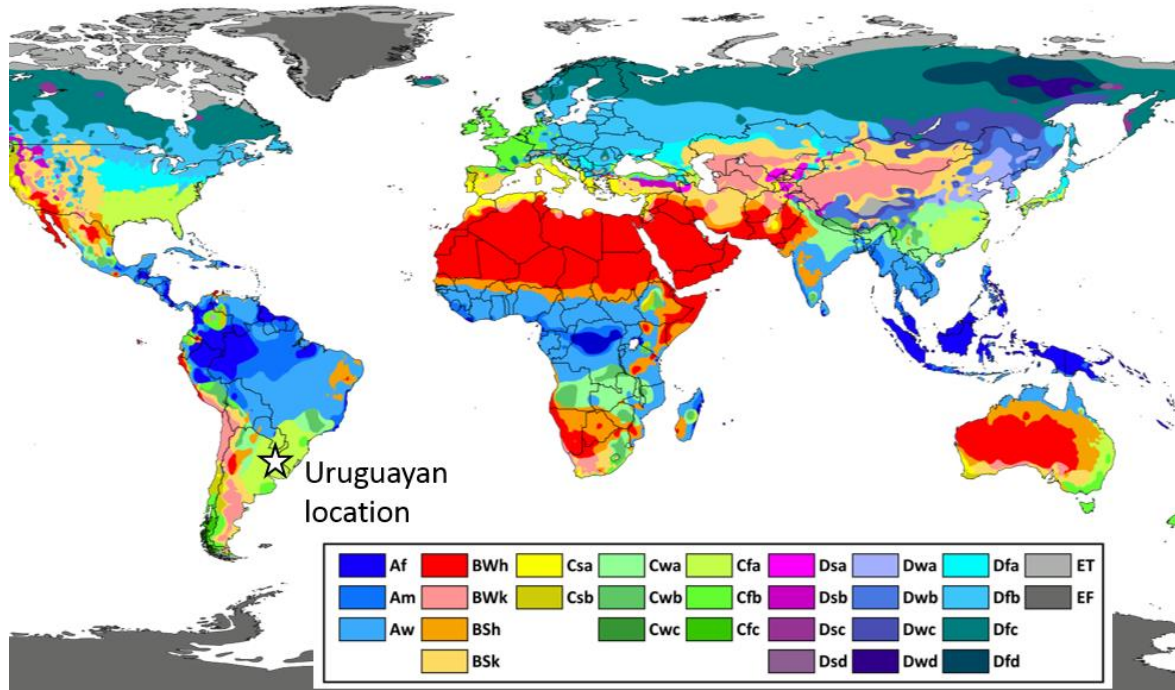 Uruguayan
location
Af BWh Csa Cwa Cfa Dsa Dwa Dfa ET
Am BWk Csb Cwb Cfb Dsb Dwb Dfb EF
Aw BSh Cwc Cfc Dsc Dwc Dfc
BSk Dsd Dwd Dfd